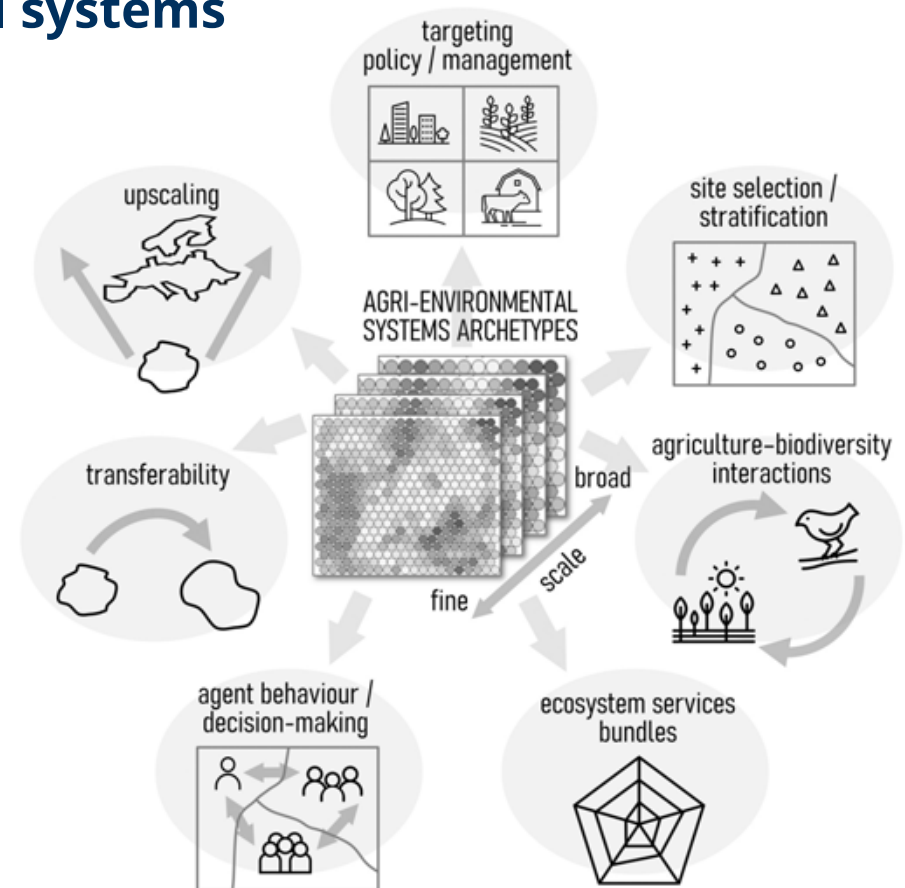 systems
targeting
policy / management
upscaling
site selection /
stratification
AGRI-ENVIRONMENTAL
SYSTEMS ARCHETYPES
agriculture–biodiversity
interactions
transferability
broad
scale
fine
agent behaviour /
decision-making
ecosystem services
bundles